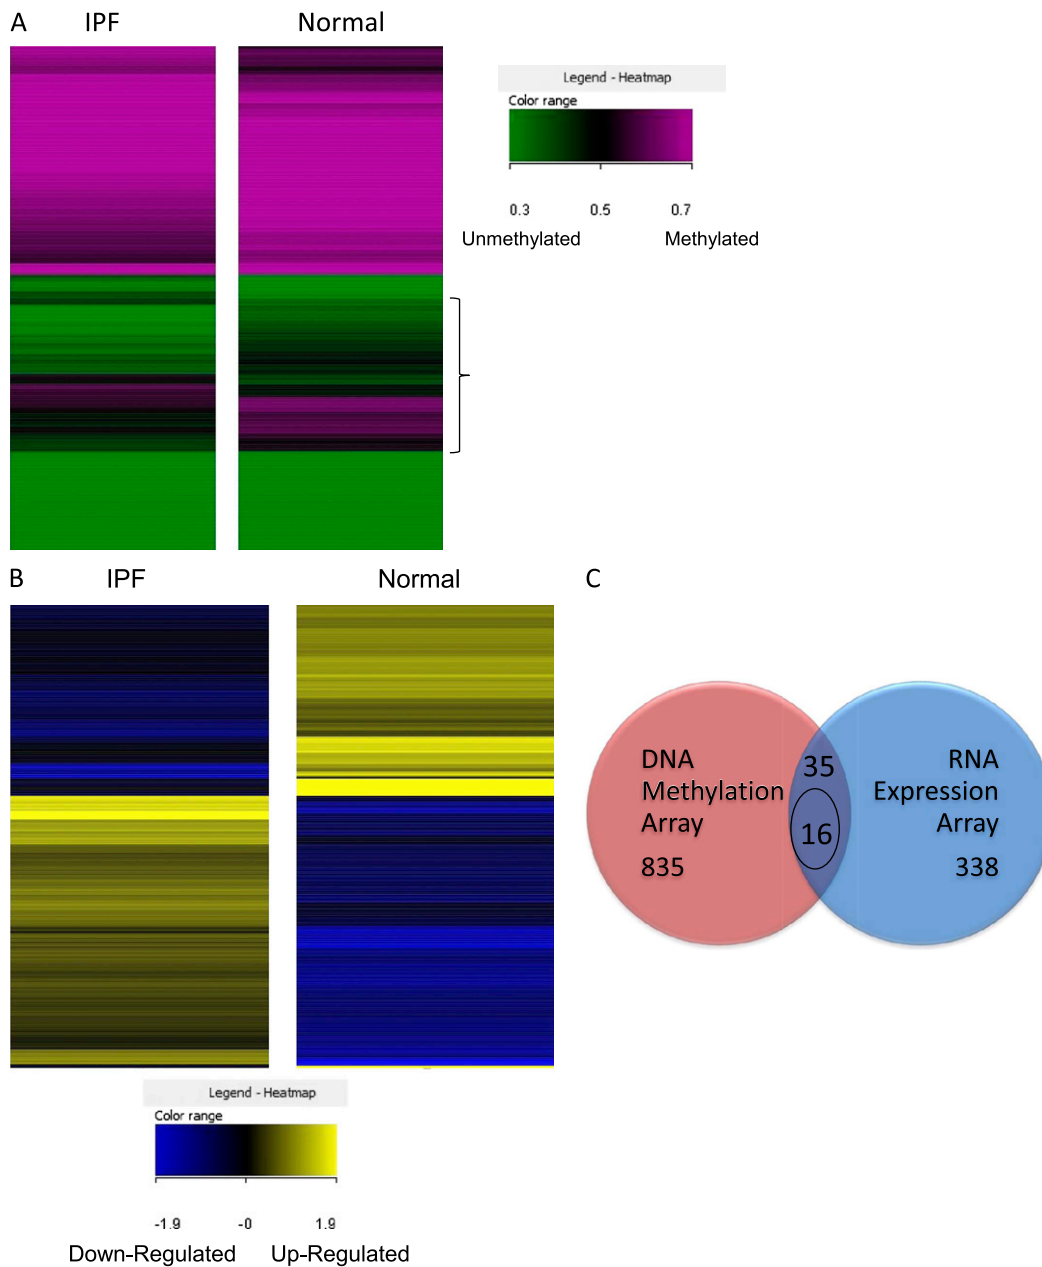 A
IPF
Normal
Legend - Heatmap
Color range
0.3 0.5 0.7
Unmethylated Methylated
B
IPF
Normal
Legend - Heatmap
Color range
-1.9 -0 1.9
Down-Regulated Up-Regulated
C
DNA
Methylation
Array
835
35
16
RNA
Expression
Array
338